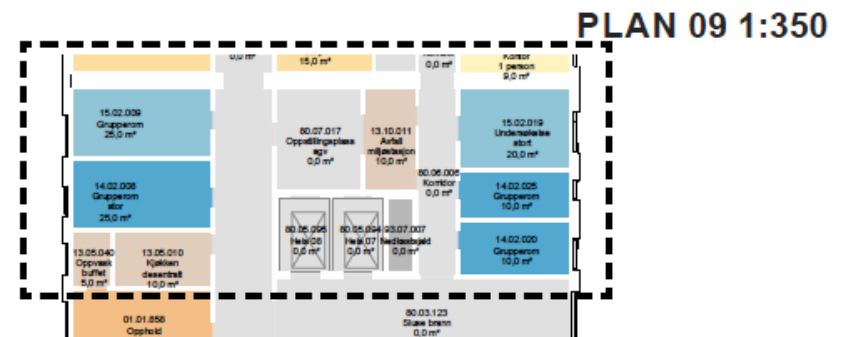 PLAN 09 1:350
0,0 m²
15,0 m²
0,0 m²
Kontor
1 person
9,0 m²
15.02.009
Grupperom
25,0 m²
80.07.017
Oppstillingsplass
agv
0,0 m²
13.10.011
Avfall
miljøstasjon
10,0 m²
15.02.019
Undersøkelse
stort
20,0 m²
80.06.006
Korridor
0,0 m²
14.02.008
Grupperom
stor
25,0 m²
14.02.025
Grupperom
10,0 m²
80.05.095
Heis 08
0,0 m²
80.05.094
Heis 07
0,0 m²
93.07.007
Nedkastsjakt
0,0 m²
14.02.020
Grupperom
10,0 m²
13.05.040
Oppvask
buffet
5,0 m²
13.05.010
Kjøkken
desentralt
10,0 m²
01.01.858
Opphold
80.03.123
Sluse brann
0,0 m²